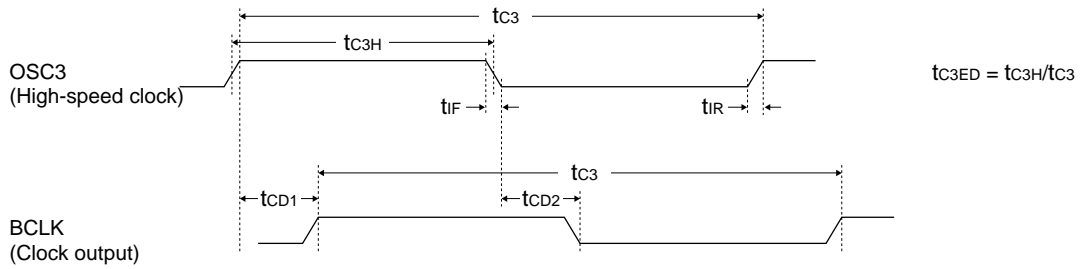 tC3
tC3H
OSC3
(High-speed clock)
tC3ED = tC3H/tC3
tIF
tIR
tC3
tCD1
tCD2
BCLK
(Clock output)